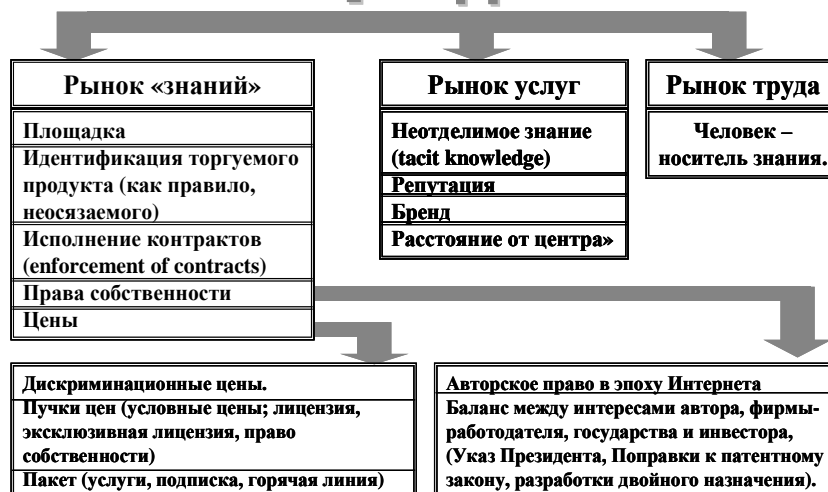 Рынок «знаний»
Площадка
Идентификация торгуемого
продукта (как правило,
неосязаемого)
Исполнение контрактов
(enforcement of contracts)
Права собственности
Цены
Рынок услуг
Неотделимое знание
(tacit knowledge)
Репутация
Бренд
Расстояние от центра»
Рынок труда
Человек –
носитель знания.
Дискриминационные цены.
Пучки цен (условные цены; лицензия,
эксклюзивная лицензия, право
собственности)
Пакет (услуги, подписка, горячая линия)
Авторское право в эпоху Интернета
Баланс между интересами автора, фирмы-
работодателя, государства и инвестора,
(Указ Президента, Поправки к патентному
закону, разработки двойного назначения).